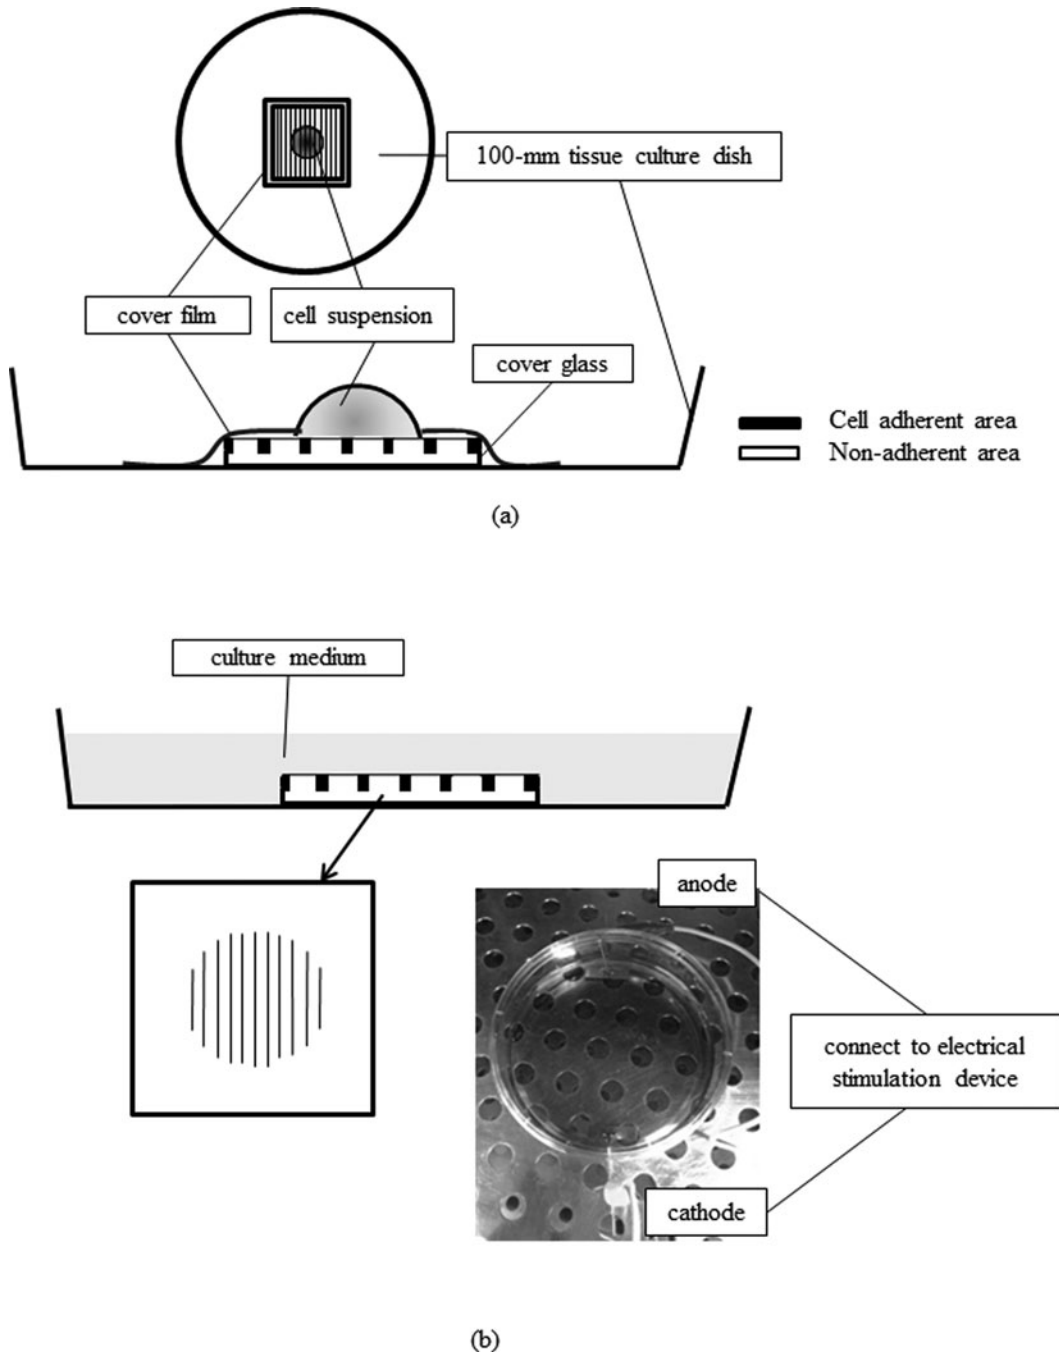 100-mm tissue culture dish
cover film
cell suspension
cover glass
Cell adherent area
Non-adherent area
(a)
culture medium
anode
connect to electrical
stimulation device
cathode
(b)